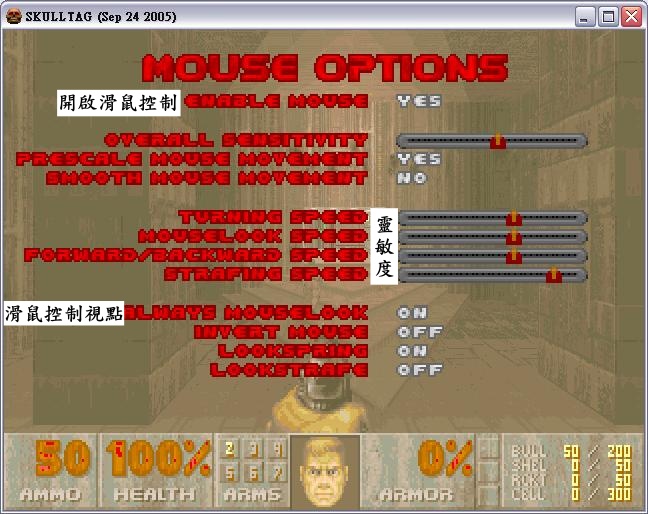 SKULLTAG (Sep 24 2005)
MOUSE OPTIONS
開啟滑鼠控制 ENABLE MOUSE YES
OVERALL SENSITIVITY
PRESCALE MOUSE MOVEMENT YES
SMOOTH MOUSE MOVEMENT NO
TURNING SPEED
MOUSELOOK SPEED
FORWARD/BACKWARD SPEED
STRAFING SPEED
靈敏度
滑鼠控制視點 ALWAYS MOUSELOOK ON
INVERT MOUSE OFF
LOOKSPRING ON
LOOKSTRAFE OFF
50 100% 2 3 4 0%
5 6 7
AMMO HEALTH ARMS ARMOR
BULL 50 / 200
SHEL 0 / 50
RCKT 0 / 50
CELL 0 / 300